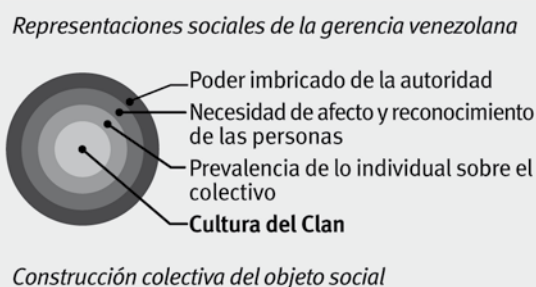 Representaciones sociales de la gerencia venezolana
Poder imbricado de la autoridad
Necesidad de afecto y reconocimiento
de las personas
Prevalencia de lo individual sobre el
colectivo
Cultura del Clan
Construcción colectiva del objeto social